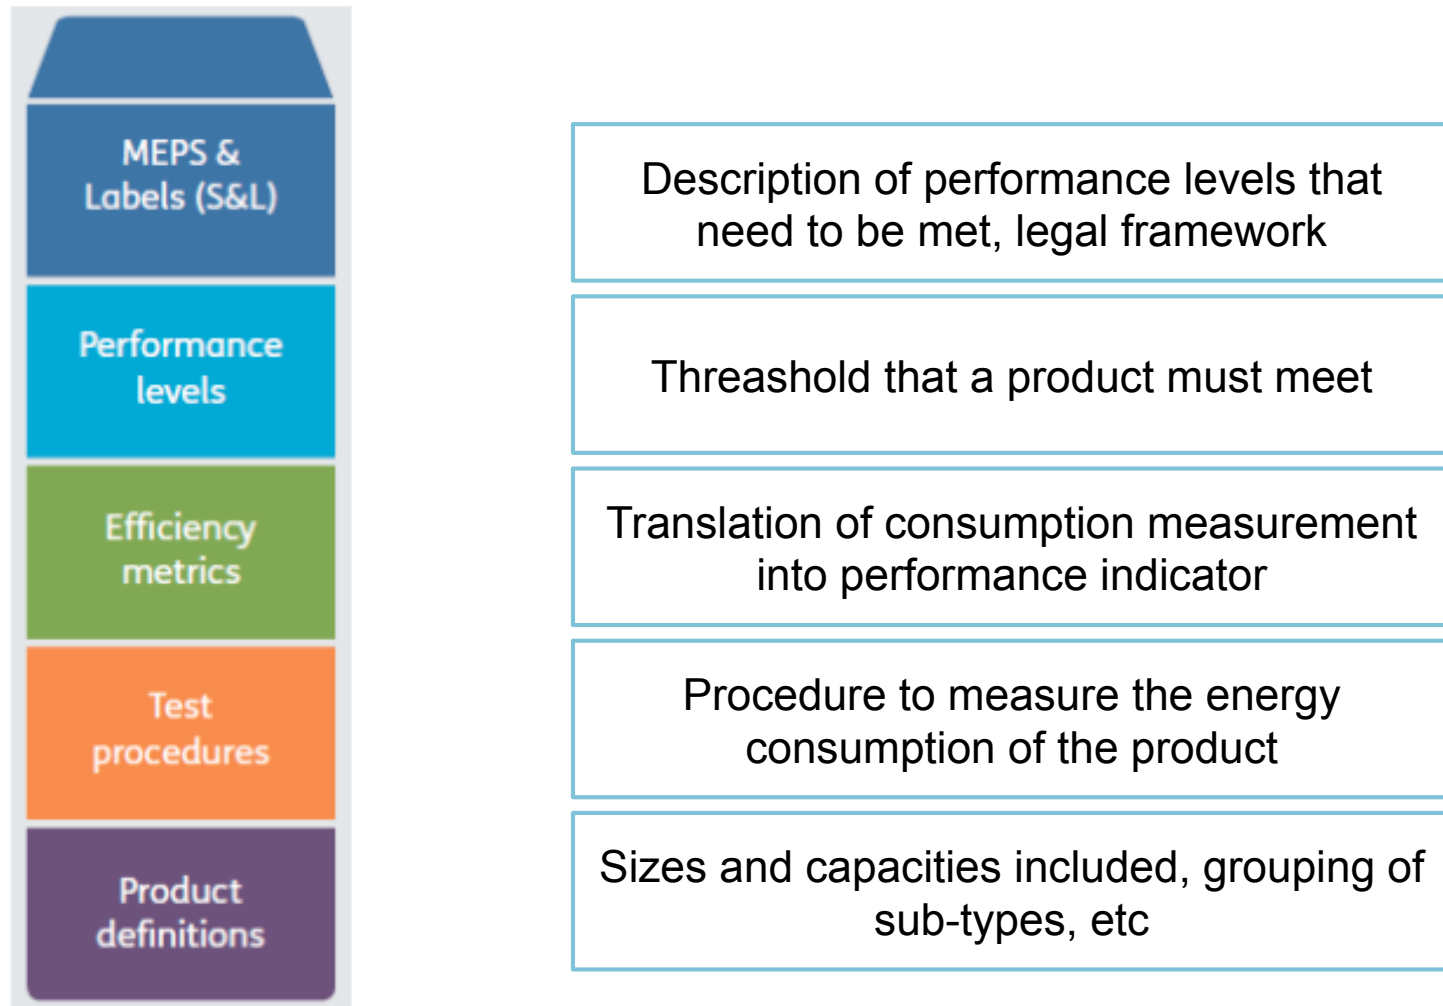 MEPS &
Labels (S&L)
Description of performance levels that
need to be met, legal framework
Performance
levels
Threashold that a product must meet
Efficiency
metrics
Translation of consumption measurement
into performance indicator
Test
procedures
Procedure to measure the energy
consumption of the product
Product
definitions
Sizes and capacities included, grouping of
sub-types, etc